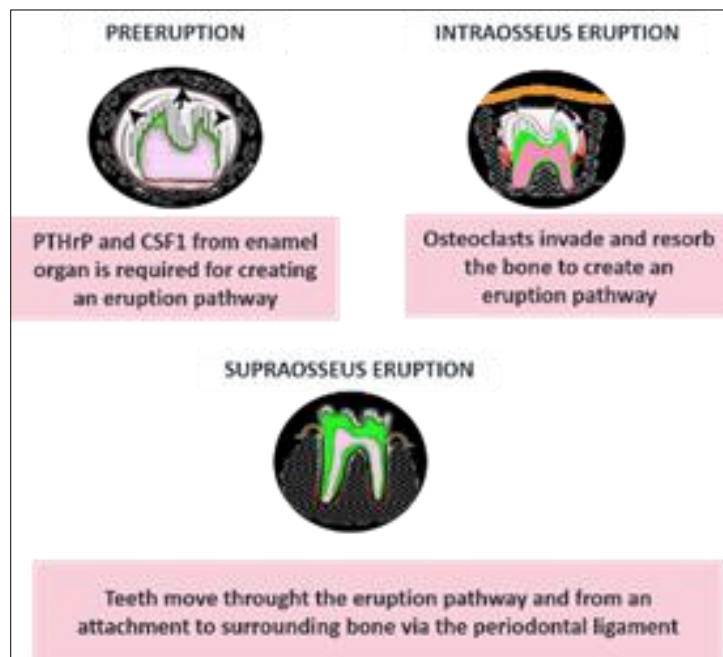 PREERUPTION
INTRAOSSEUS ERUPTION
PTHrP and CSF1 from enamel
organ is required for creating
an eruption pathway
Osteoclasts invade and resorb
the bone to create an
eruption pathway
SUPRAOSSEUS ERUPTION
Teeth move throught the eruption pathway and from an
attachment to surrounding bone via the periodontal ligament